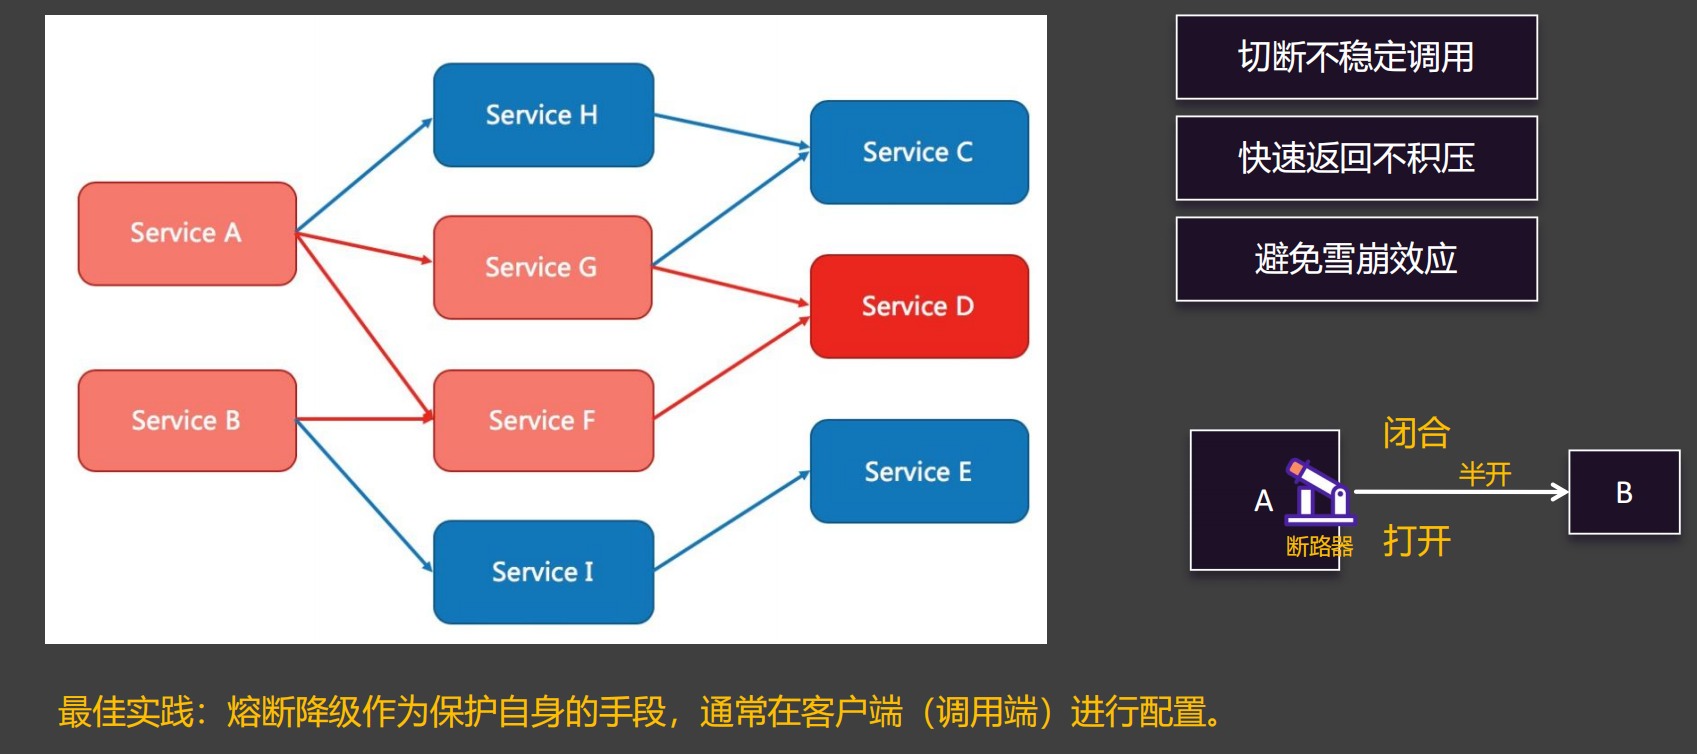 Service H
Service C
Service A
Service G
Service D
Service B
Service F
Service E
Service I
切断不稳定调用
快速返回不积压
避免雪崩效应
闭合
半开
A
B
断路器
打开
最佳实践：熔断降级作为保护自身的手段，通常在客户端（调用端）进行配置。